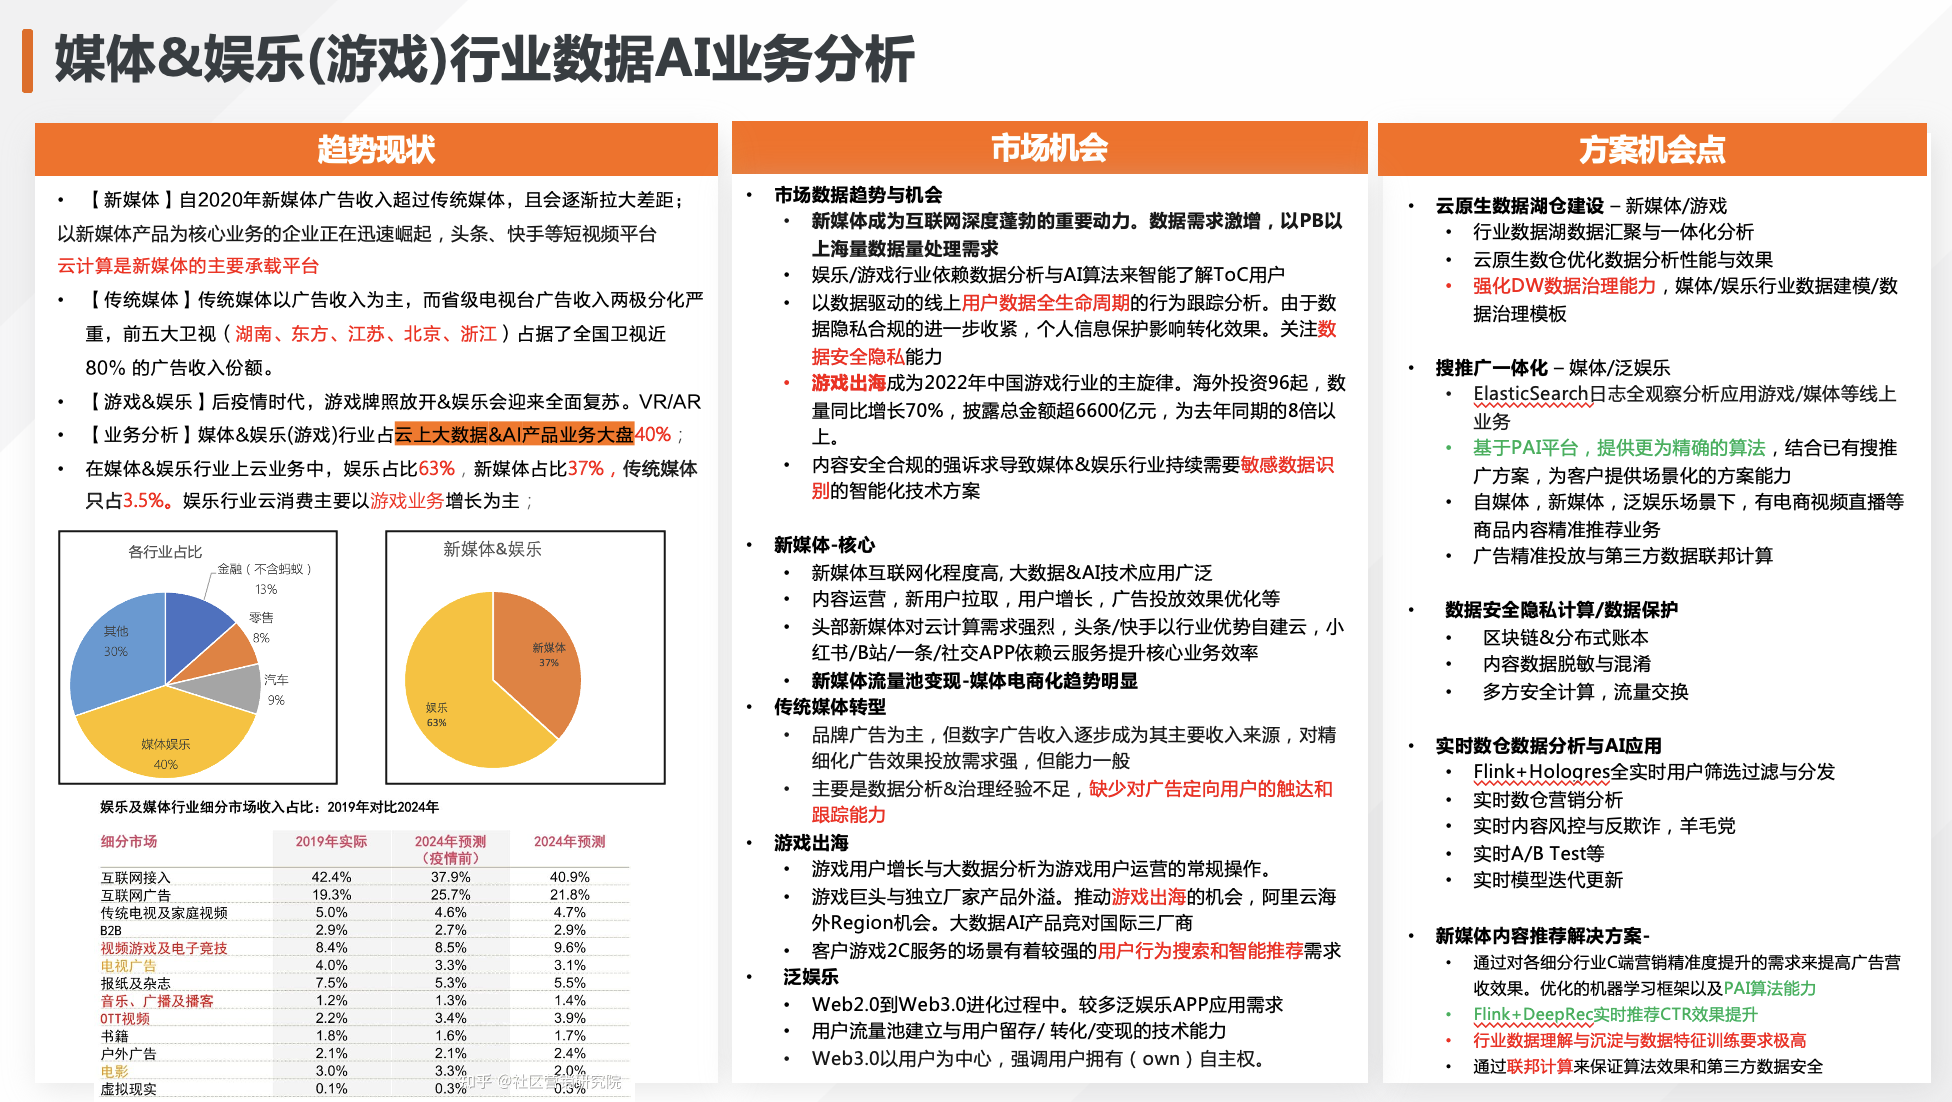 媒体&娱乐(游戏)行业数据AI业务分析
趋势现状
• 【 新媒体 】自2020年新媒体广告收入超过传统媒体，且会逐渐拉大差距；
以新媒体产品为核心业务的企业正在迅速崛起，头条、快手等短视频平台
云计算是新媒体的主要承载平台
• 【 传统媒体 】传统媒体以广告收入为主，而省级电视台广告收入两极分化严
重，前五大卫视（ 湖南、东方、江苏、北京、浙江 ）占据了全国卫视近
80% 的广告收入份额。
• 【 游戏&娱乐 】后疫情时代，游戏牌照放开&娱乐会迎来全面复苏。VR/AR
• 【 业务分析 】媒体&娱乐(游戏)行业占云上大数据&AI产品业务大盘40%；
• 在媒体&娱乐行业上云业务中，娱乐占比63%，新媒体占比37%，传统媒体
只占3.5%。娱乐行业云消费主要以游戏业务增长为主；
各行业占比
金融（不含蚂蚁）
13%
零售
8%
汽车
9%
媒体娱乐
40%
其他
30%
新媒体&娱乐
新媒体
37%
娱乐
63%
娱乐及媒体行业细分市场收入占比：2019年对比2024年
细分市场 2019年实际 2024年预测 2024年预测
（疫情前）
互联网接入 42.4% 37.9% 40.9%
互联网广告 19.3% 25.7% 21.8%
传统电视及家庭视频 5.0% 4.6% 4.7%
B2B 2.9% 2.7% 2.9%
视频游戏及电子竞技 8.4% 8.5% 9.6%
电视广告 4.0% 3.3% 3.1%
报纸及杂志 7.5% 5.3% 5.5%
音乐、广播及播客 1.2% 1.3% 1.4%
OTT视频 2.2% 3.4% 3.9%
书籍 1.8% 1.6% 1.7%
户外广告 2.1% 2.1% 2.4%
电影 3.0% 3.3% 2.0%
虚拟现实 0.1% 0.3% 0.3%
知乎 @社区营销研究院
市场机会
• 市场数据趋势与机会
• 新媒体成为互联网深度蓬勃的重要动力。数据需求激增，以PB以
上海量数据量处理需求
• 娱乐/游戏行业依赖数据分析与AI算法来智能了解ToC用户
• 以数据驱动的线上用户数据全生命周期的行为跟踪分析。由于数
据隐私合规的进一步收紧，个人信息保护影响转化效果。关注数
据安全隐私能力
• 游戏出海成为2022年中国游戏行业的主旋律。海外投资96起，数
量同比增长70%，披露总金额超6600亿元，为去年同期的8倍以
上。
• 内容安全合规的强诉求导致媒体&娱乐行业持续需要敏感数据识
别的智能化技术方案
• 新媒体-核心
• 新媒体互联网化程度高, 大数据&AI技术应用广泛
• 内容运营，新用户拉取，用户增长，广告投放效果优化等
• 头部新媒体对云计算需求强烈，头条/快手以行业优势自建云，小
红书/B站/一条/社交APP依赖云服务提升核心业务效率
• 新媒体流量池变现-媒体电商化趋势明显
• 传统媒体转型
• 品牌广告为主，但数字广告收入逐步成为其主要收入来源，对精
细化广告效果投放需求强，但能力一般
• 主要是数据分析&治理经验不足，缺少对广告定向用户的触达和
跟踪能力
• 游戏出海
• 游戏用户增长与大数据分析为游戏用户运营的常规操作。
• 游戏巨头与独立厂家产品外溢。推动游戏出海的机会，阿里云海
外Region机会。大数据AI产品竞对国际三厂商
• 客户游戏2C服务的场景有着较强的用户行为搜索和智能推荐需求
• 泛娱乐
• Web2.0到Web3.0进化过程中。较多泛娱乐APP应用需求
• 用户流量池建立与用户留存/ 转化/变现的技术能力
• Web3.0以用户为中心，强调用户拥有（own）自主权。
方案机会点
• 云原生数据湖仓建设 – 新媒体/游戏
• 行业数据湖数据汇聚与一体化分析
• 云原生数仓优化数据分析性能与效果
• 强化DW数据治理能力，媒体/娱乐行业数据建模/数
据治理模板
• 搜推广一体化 – 媒体/泛娱乐
• ElasticSearch日志全观察分析应用游戏/媒体等线上
业务
• 基于PAI平台，提供更为精确的算法，结合已有搜推
广方案，为客户提供场景化的方案能力
• 自媒体，新媒体，泛娱乐场景下，有电商视频直播等
商品内容精准推荐业务
• 广告精准投放与第三方数据联邦计算
• 数据安全隐私计算/数据保护
• 区块链&分布式账本
• 内容数据脱敏与混淆
• 多方安全计算，流量交换
• 实时数仓数据分析与AI应用
• Flink+Hologres全实时用户筛选过滤与分发
• 实时数仓营销分析
• 实时内容风控与反欺诈，羊毛党
• 实时A/B Test等
• 实时模型迭代更新
• 新媒体内容推荐解决方案-
• 通过对各细分行业C端营销精准度提升的需求来提高广告营
收效果。优化的机器学习框架以及PAI算法能力
• Flink+DeepRec实时推荐CTR效果提升
• 行业数据理解与沉淀与数据特征训练要求极高
• 通过联邦计算来保证算法效果和第三方数据安全